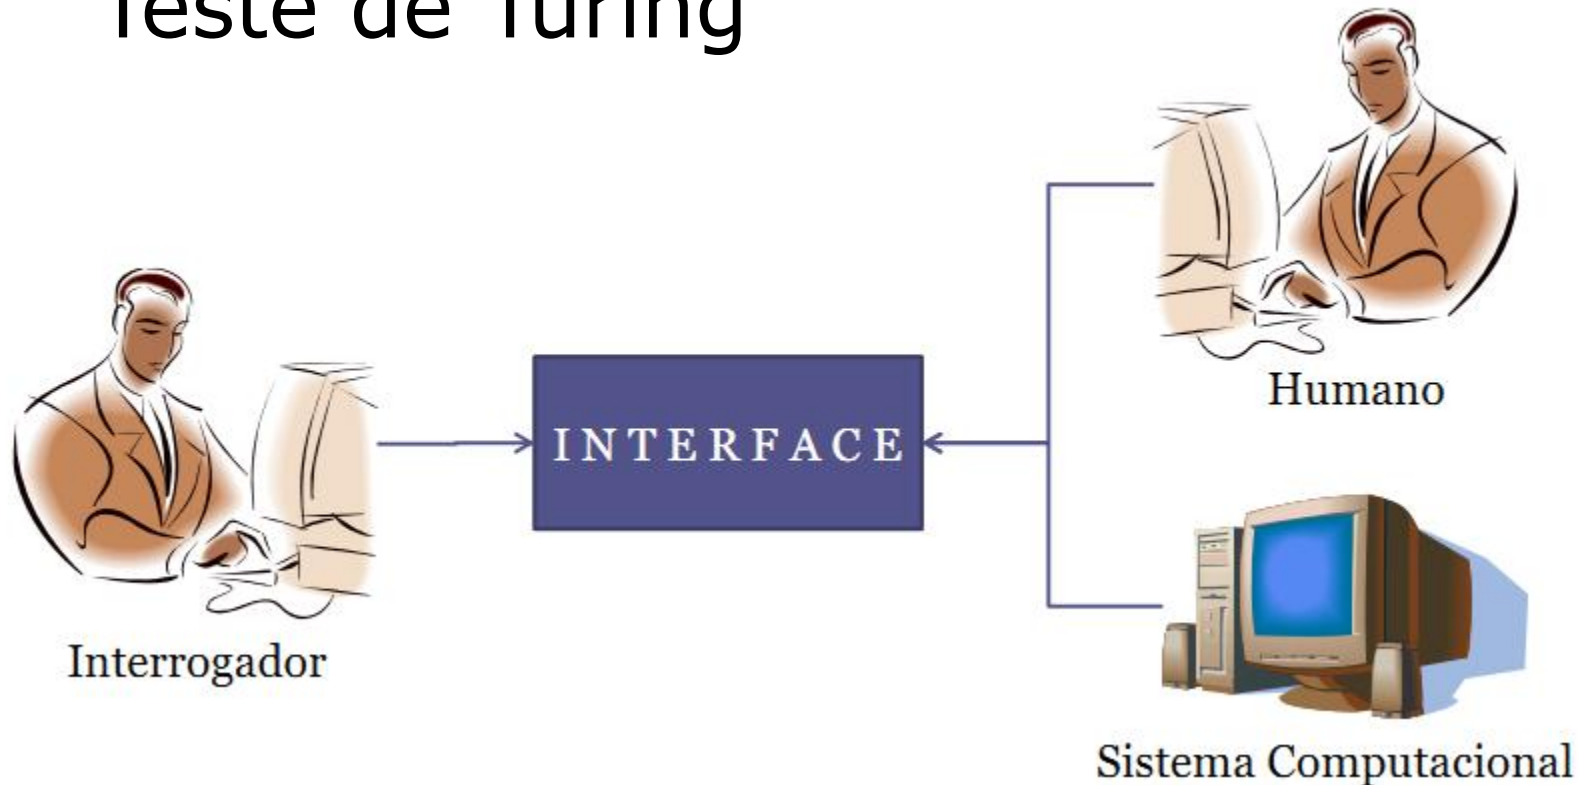 Teste de Turing
Humano
INTERFACE
Interrogador
Sistema Computacional